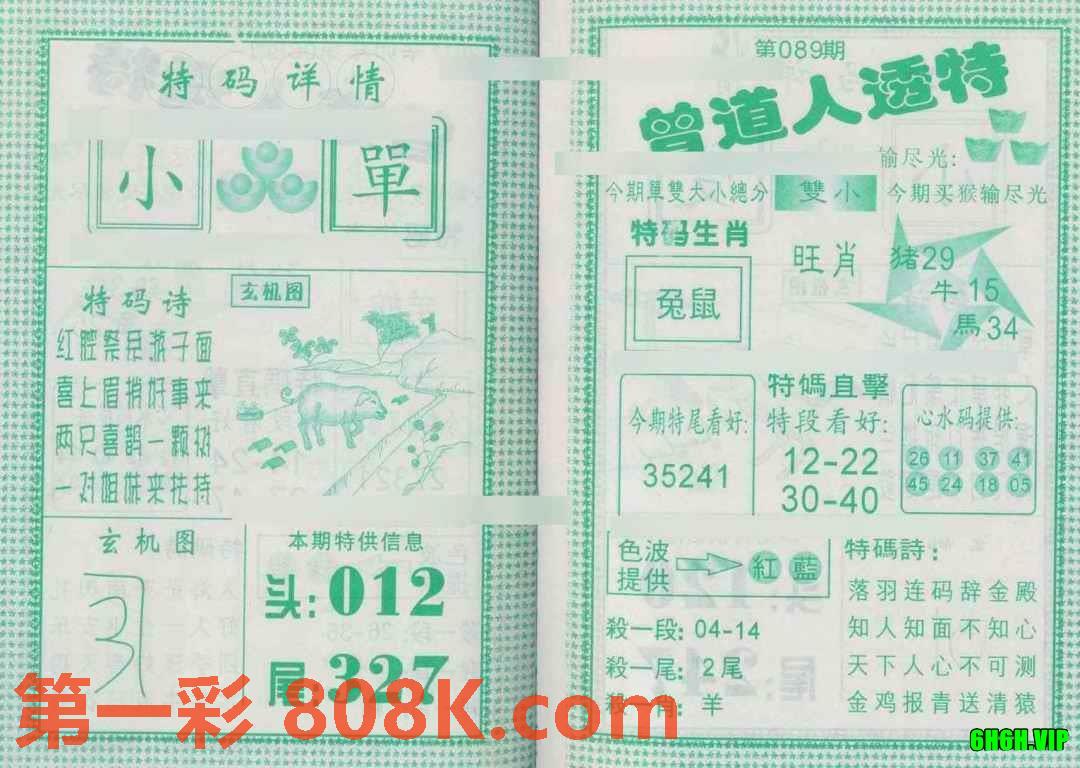 特码详情
小 單
特码诗
玄机图
喜上眉梢好事来
两只喜鹊一颗树
一对姐妹来扶持
玄机图
本期特供信息
头:012
尾:327
第089期
曾道人透特
输尽光:
今期單雙大小總分 雙小 今期买猴输尽光
特码生肖
兔鼠
旺肖
猪29
牛15
馬34
特碼直擊
今期特尾看好:
35241
特段看好:
12-22
30-40
心水码提供:
26 11 37 41
45 24 18 05
色波提供 紅 藍
殺一段: 04-14
殺一尾: 2尾
殺一肖: 羊
特碼詩:
落羽连码辞金殿
知人知面不知心
天下人心不可测
金鸡报青送清猿
第一彩 808K.com
6H6H.VIP